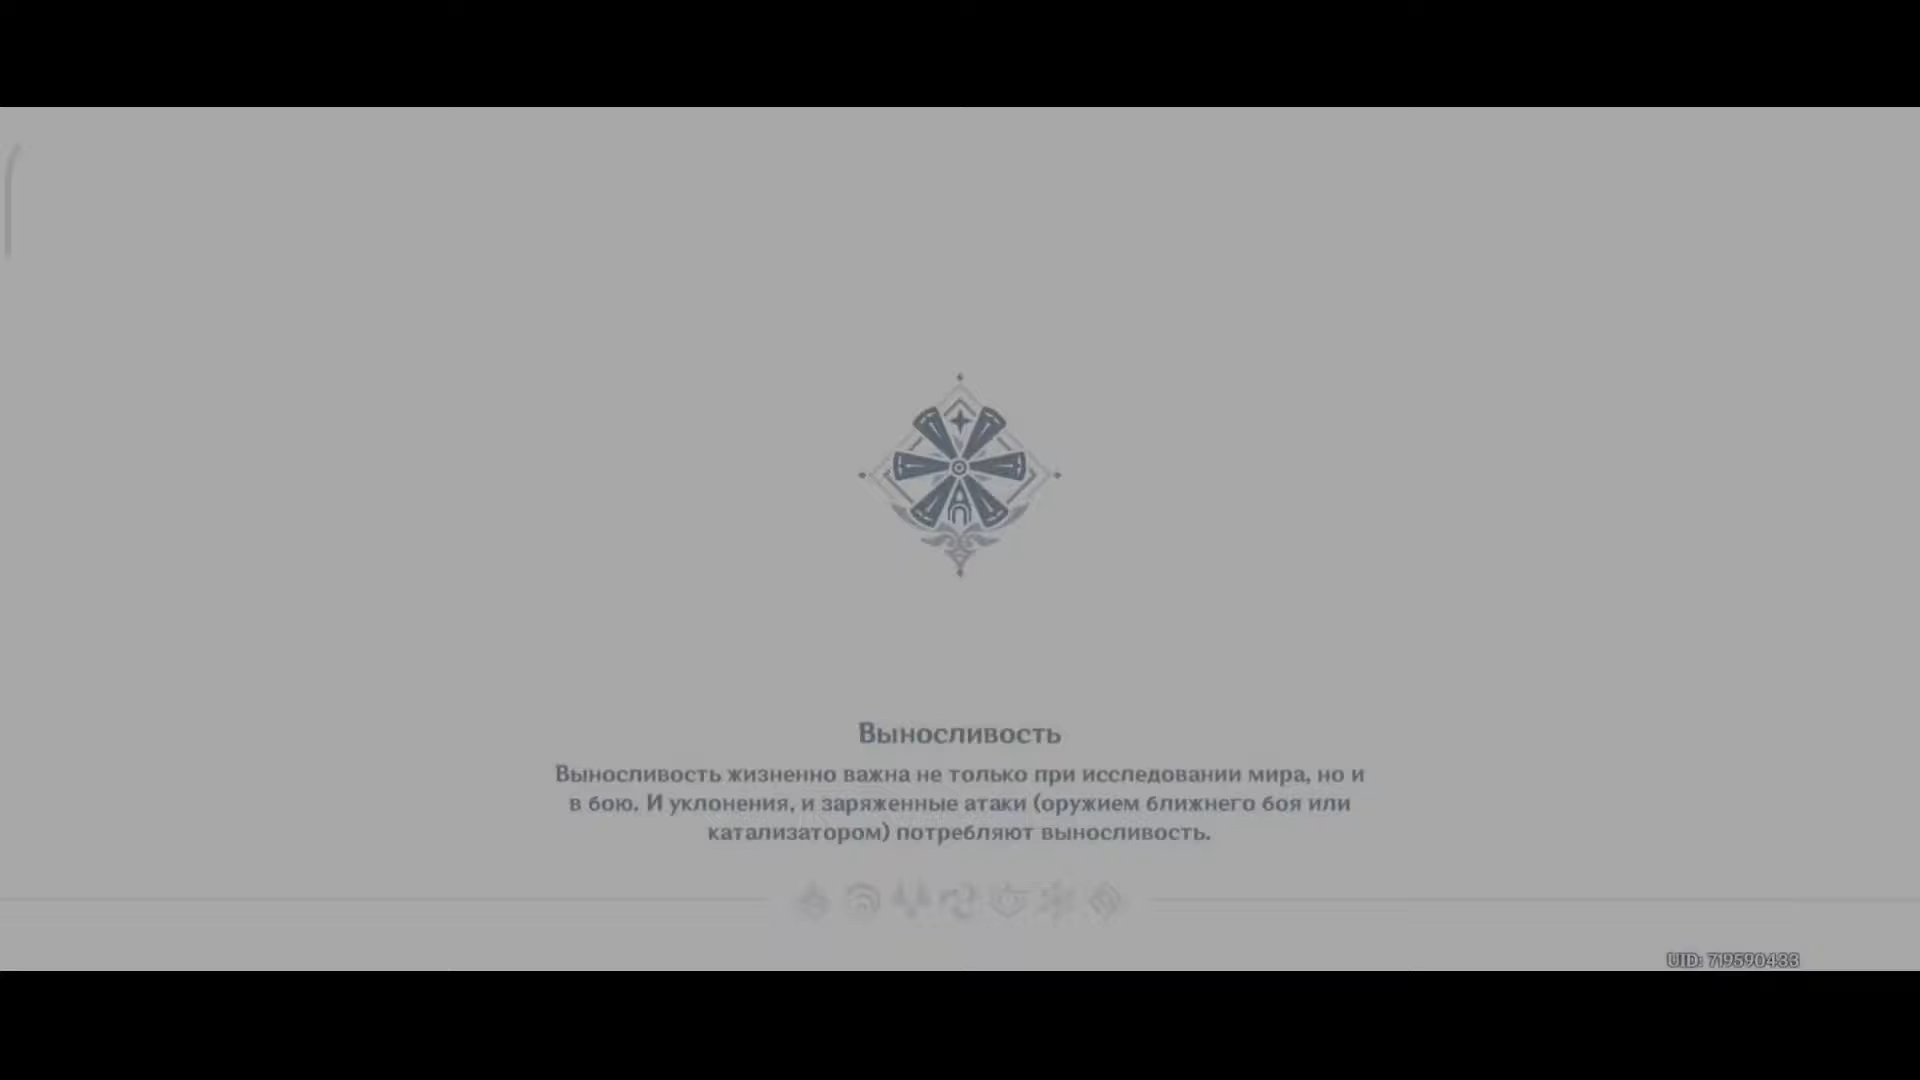 Выносливость
Выносливость жизненно важна не только при исследовании мира, но и
в бою. И уклонения, и заряженные атаки (оружием ближнего боя или
катализатором) потребляют выносливость.
UID: 719590433